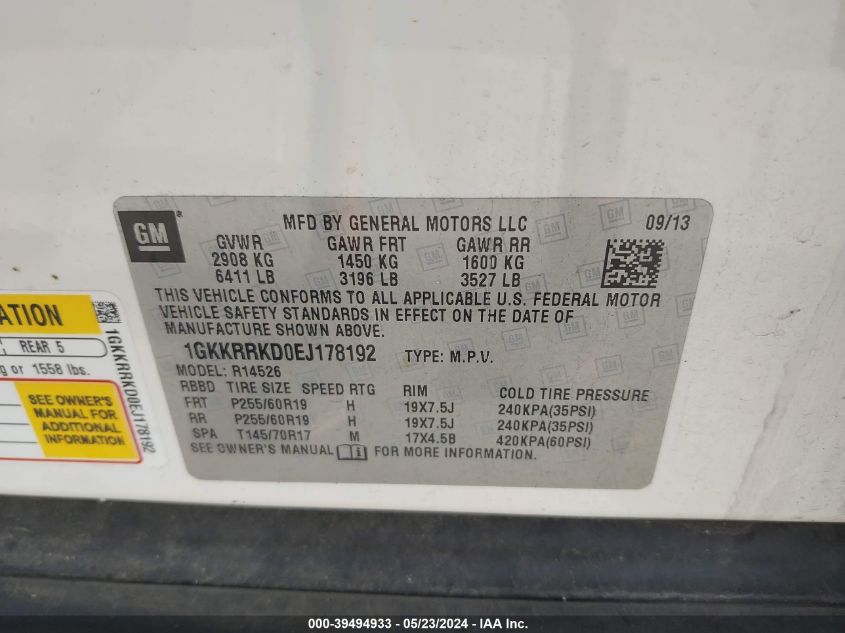 GM
MFD BY GENERAL MOTORS LLC 09/13
GVWR GAWR FRT GAWR RR
2908 KG 1450 KG 1600 KG
6411 LB 3196 LB 3527 LB
THIS VEHICLE CONFORMS TO ALL APPLICABLE U.S. FEDERAL MOTOR
VEHICLE SAFETY STANDARDS IN EFFECT ON THE DATE OF
MANUFACTURE SHOWN ABOVE.
1GKKRRKD0EJ178192 TYPE: M.P.V.
MODEL: R14526
RBBD TIRE SIZE SPEED RTG RIM COLD TIRE PRESSURE
FRT P255/60R19 H 19X7.5J 240KPA(35PSI)
RR P255/60R19 H 19X7.5J 240KPA(35PSI)
SPA T145/70R17 M 17X4.5B 420KPA(60PSI)
SEE OWNER'S MANUAL FOR MORE INFORMATION.
ATION
REAR 5
g or 1558 lbs.
SEE OWNER'S
MANUAL FOR
ADDITIONAL
INFORMATION
1GKKRRKD0EJ178192
000-39494933 - 05/23/2024 - IAA Inc.